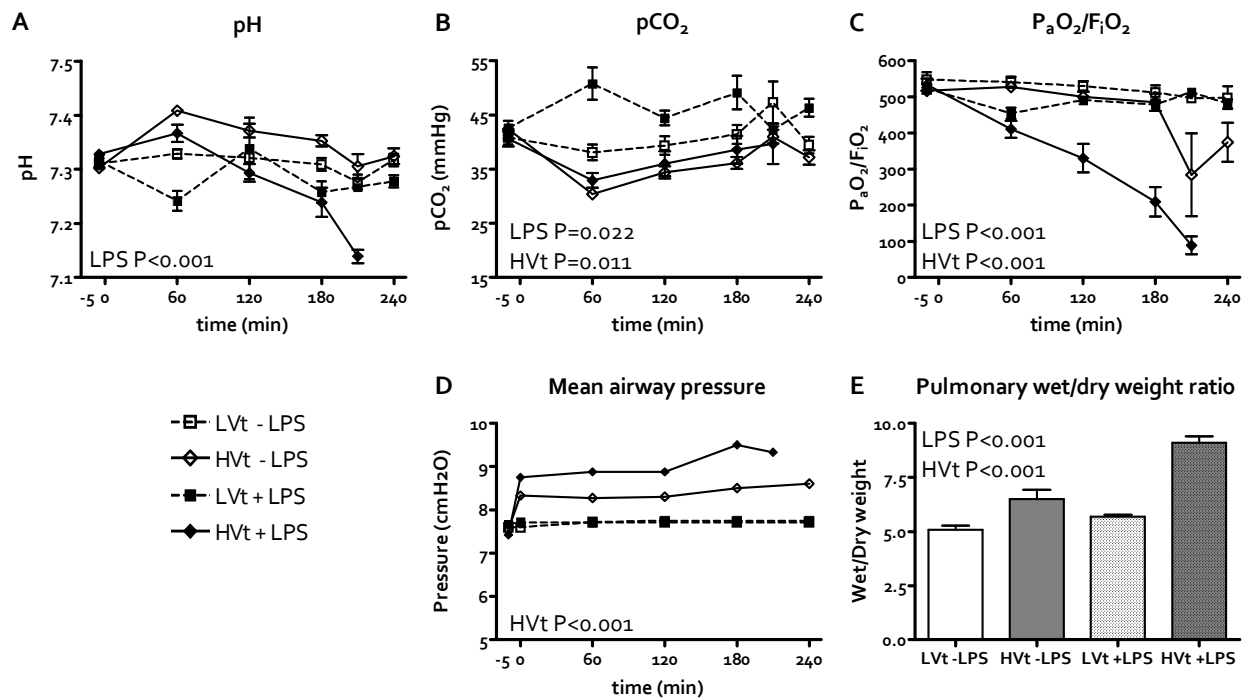 A
pH
7.5
7.4
7.3
7.2
7.1
pH
LPS P<0.001
-5 0 60 120 180 240
time (min)
B
pCO₂
55
45
35
25
15
pCO₂ (mmHg)
LPS P=0.022
HVt P=0.011
-5 0 60 120 180 240
time (min)
C
PₐO₂/FᵢO₂
600
500
400
300
200
100
0
PₐO₂/FᵢO₂
LPS P<0.001
HVt P<0.001
-5 0 60 120 180 240
time (min)
LVt - LPS
HVt - LPS
LVt + LPS
HVt + LPS
D
Mean airway pressure
10
9
8
7
6
5
Pressure (cmH2O)
HVt P<0.001
-5 0 60 120 180 240
time (min)
E
Pulmonary wet/dry weight ratio
10.0
7.5
5.0
2.5
0.0
Wet/Dry weight
LPS P<0.001
HVt P<0.001
LVt -LPS HVt -LPS LVt +LPS HVt +LPS